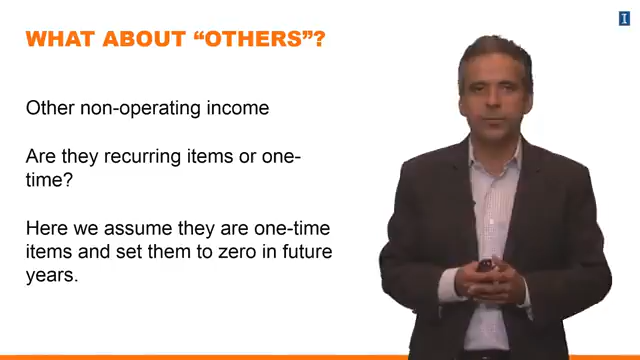 WHAT ABOUT “OTHERS”?
Other non-operating income
Are they recurring items or one-
time?
Here we assume they are one-time
items and set them to zero in future
years.
I